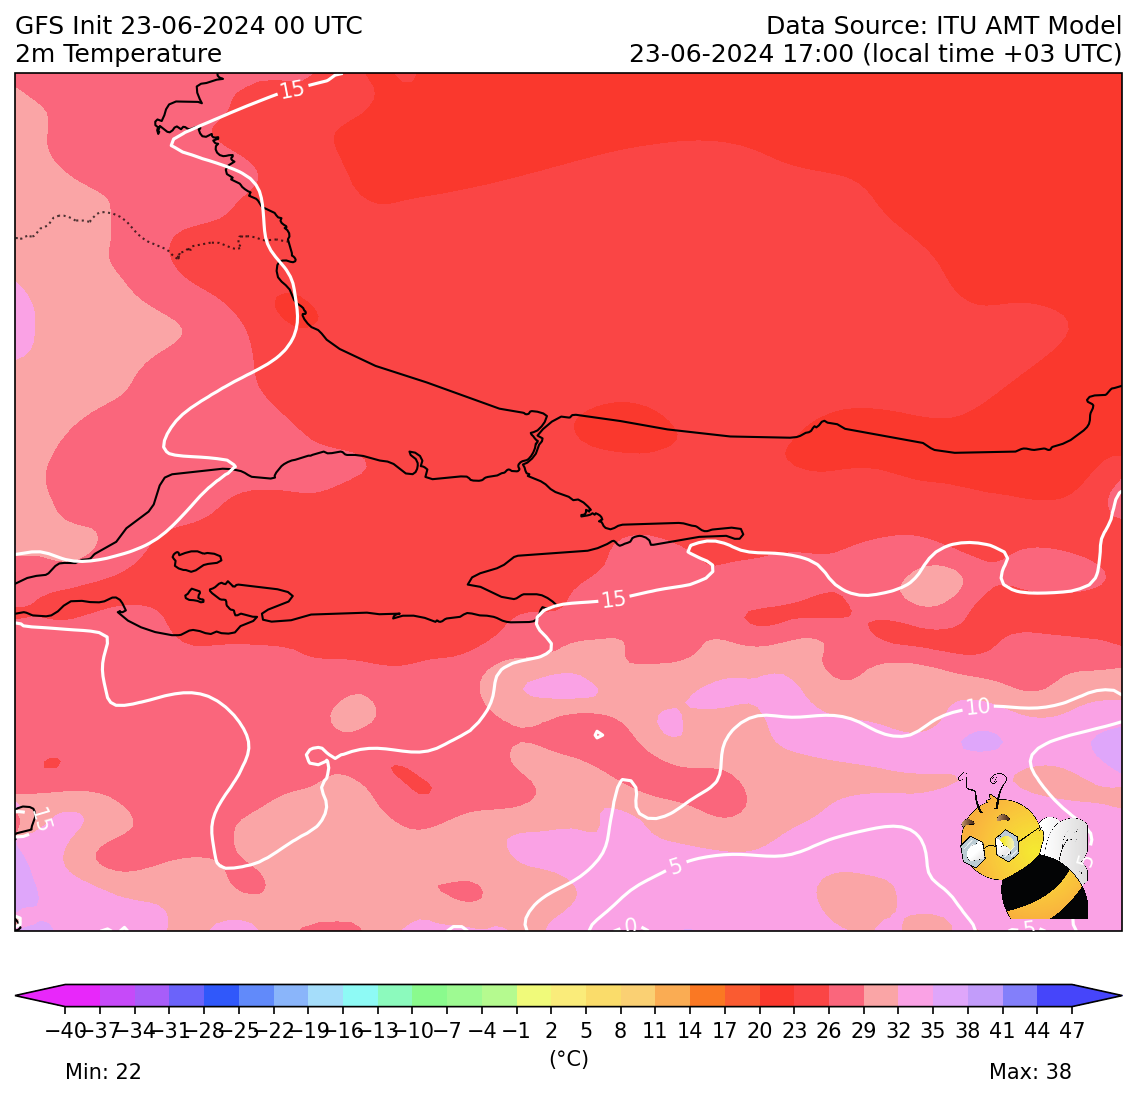 GFS Init 23-06-2024 00 UTC
Data Source: ITU AMT Model
2m Temperature
23-06-2024 17:00 (local time +03 UTC)
15
15
10
15
5
5
0
5
−40 −37 −34 −31 −28 −25 −22 −19 −16 −13 −10 −7 −4 −1 2 5 8 11 14 17 20 23 26 29 32 35 38 41 44 47
(°C)
Min: 22
Max: 38